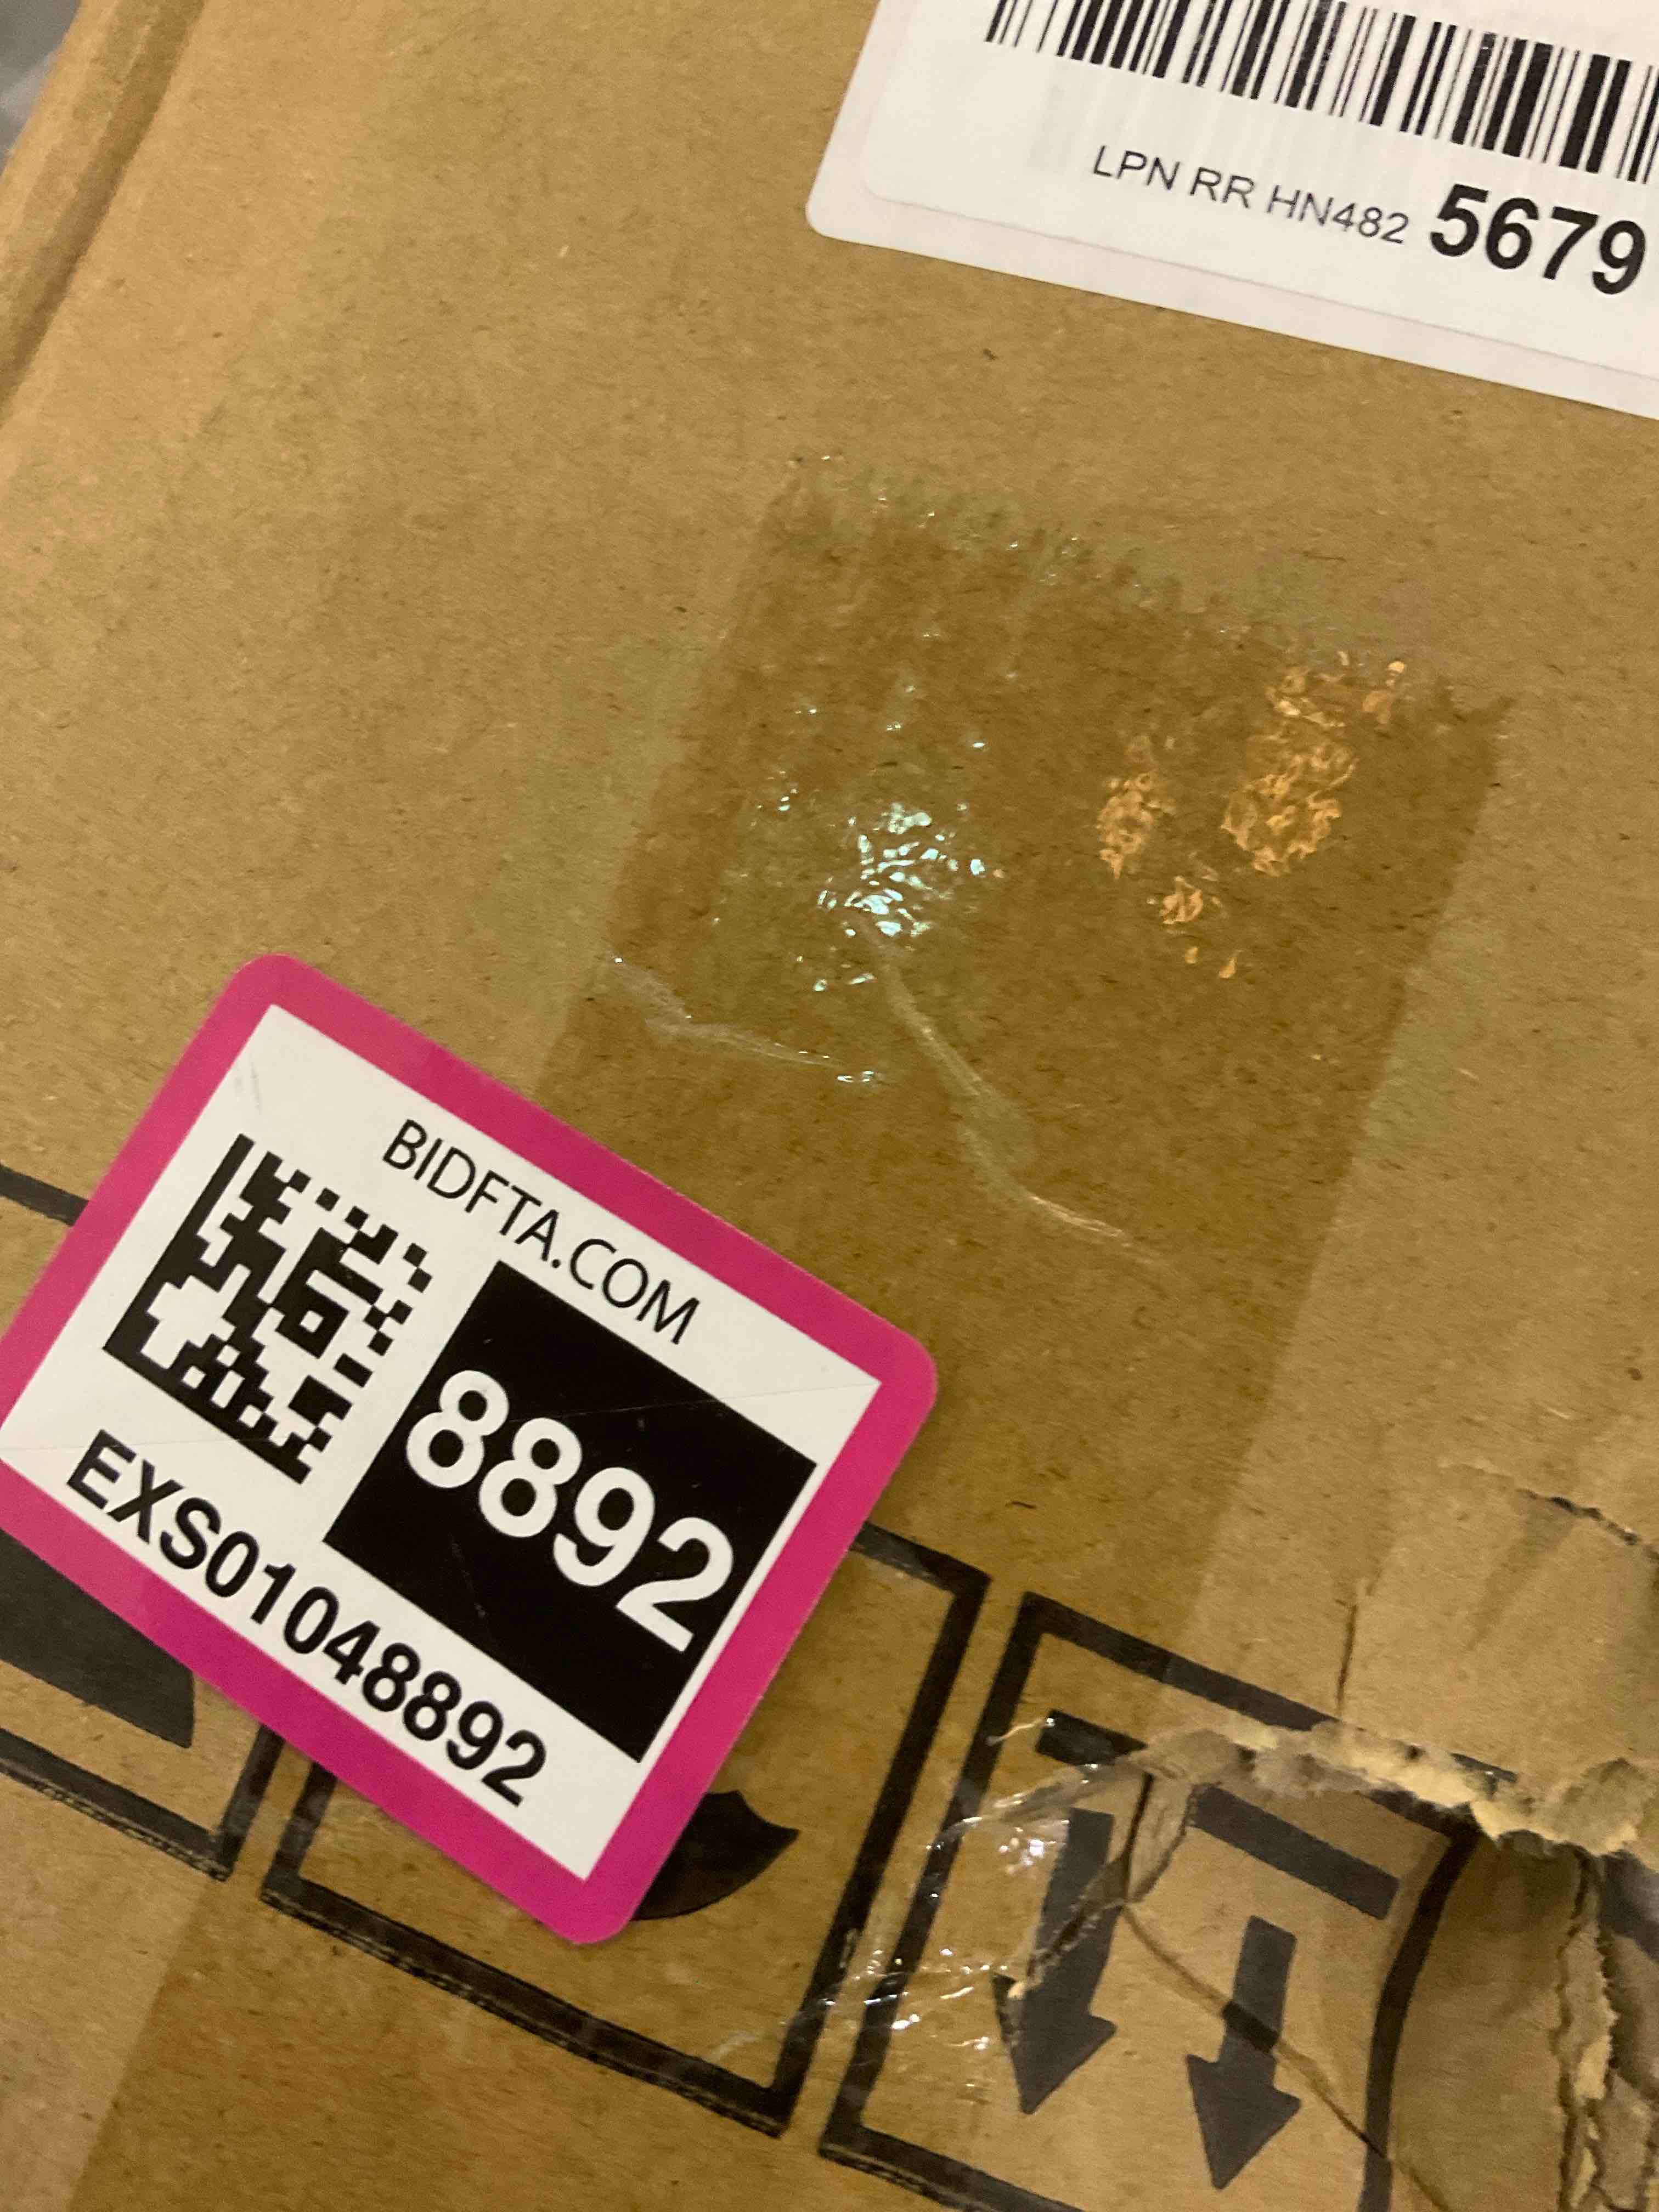 LPN RR HN482 5679
BIDFTA.COM
8892
EXS01048892